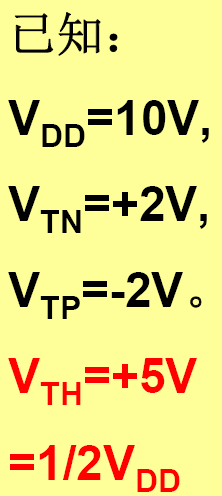 已知：
VDD=10V,
VTN=+2V,
VTP=-2V。
VTH=+5V
=1/2VDD